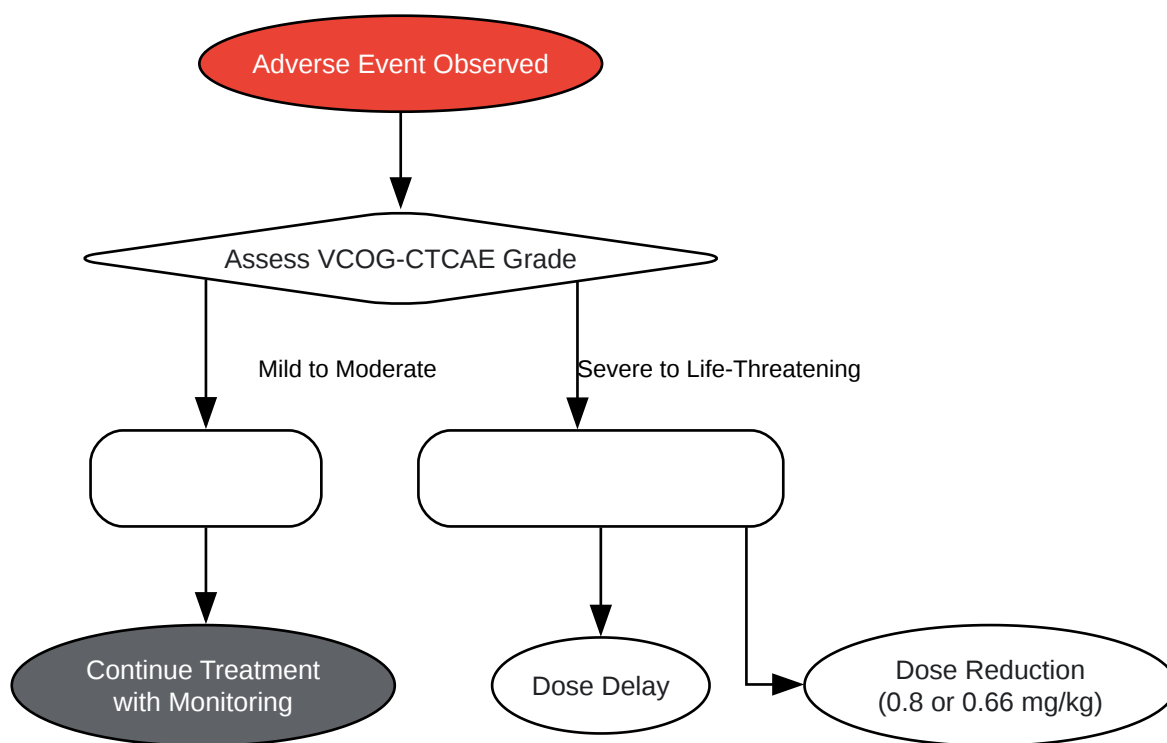 Adverse Event Observed
Assess VCOG-CTCAE Grade
Mild to Moderate
Severe to Life-Threatening
Continue Treatment
with Monitoring
Dose Delay
Dose Reduction
(0.8 or 0.66 mg/kg)